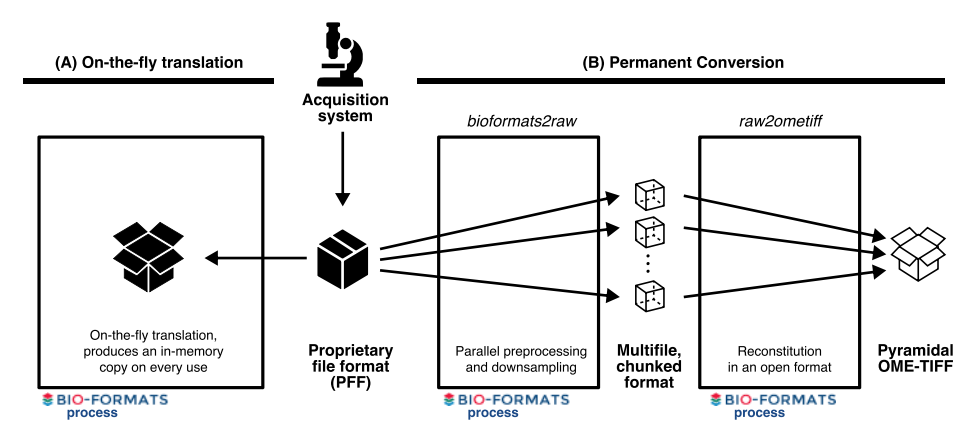 (A) On-the-fly translation
Acquisition
system
(B) Permanent Conversion
bioformats2raw
raw2ometiff
On-the-fly translation,
produces an in-memory
copy on every use
Proprietary
file format
(PFF)
Parallel preprocessing
and downsampling
Multifile,
chunked
format
Reconstitution
in an open format
Pyramidal
OME-TIFF
BIO-FORMATS
process
BIO-FORMATS
process
BIO-FORMATS
process